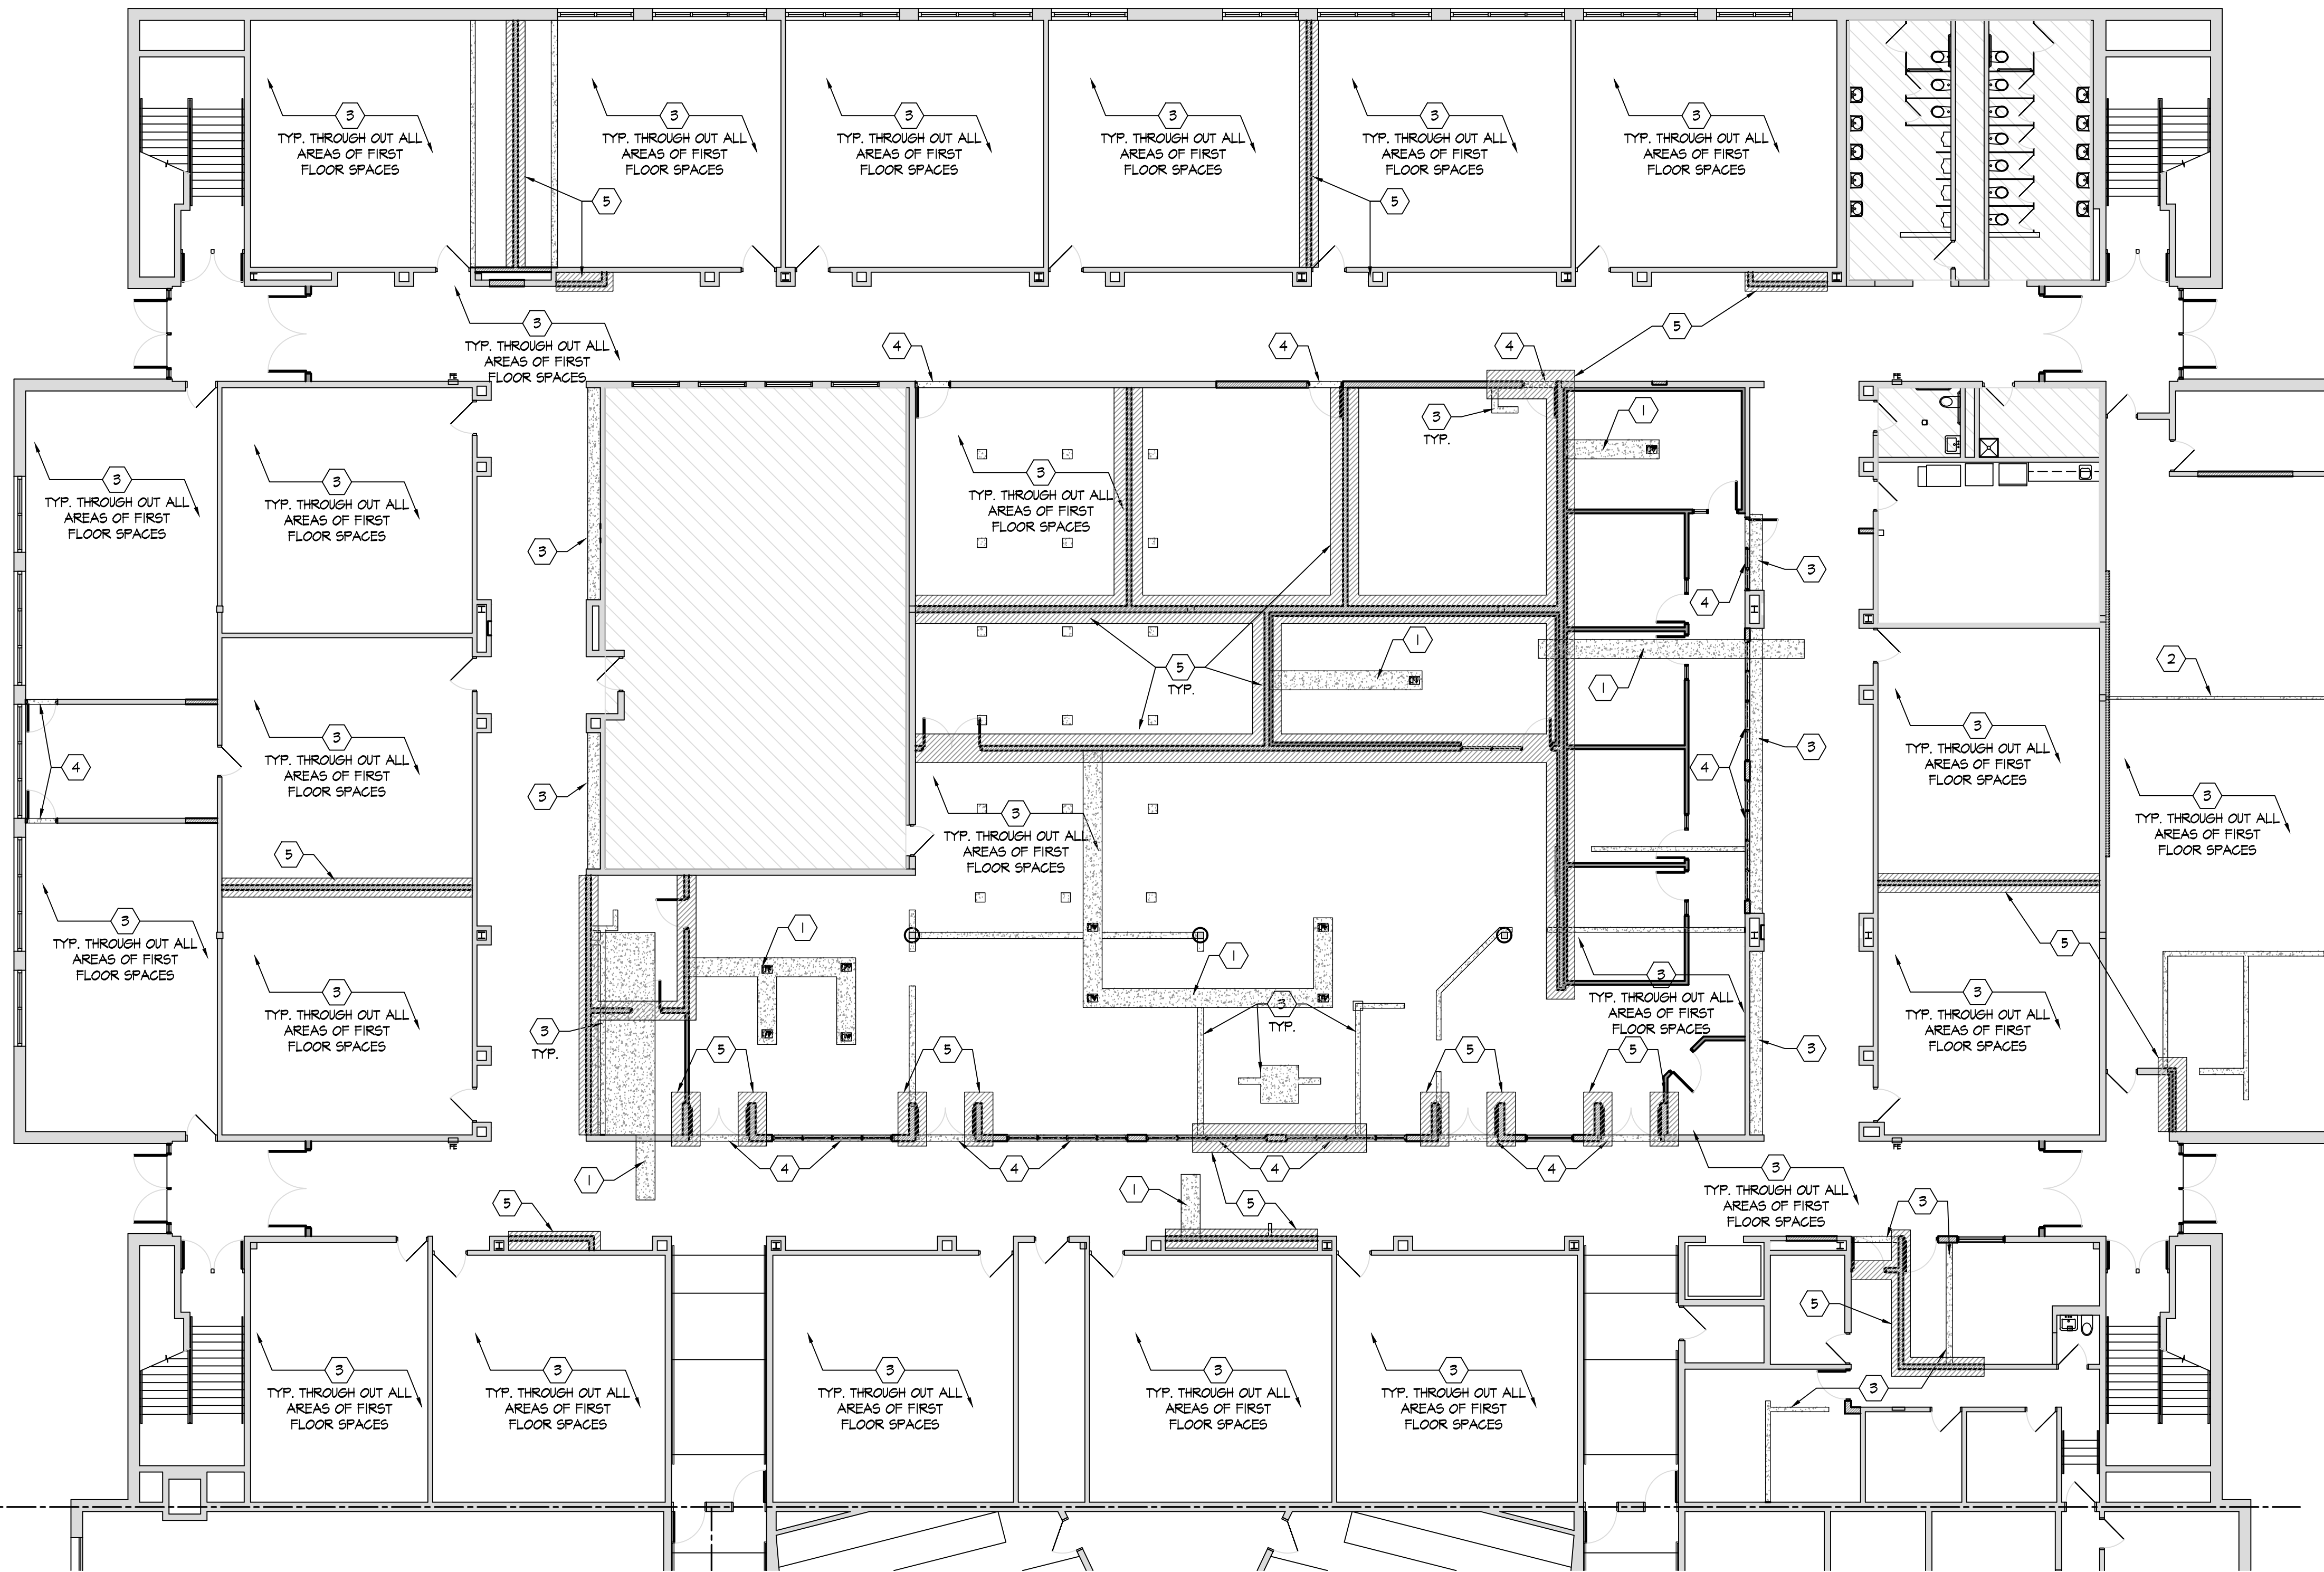 3 3 3 3 3 3
TYP. THROUGH OUT ALL
AREAS OF FIRST
FLOOR SPACES
TYP. THROUGH OUT ALL
AREAS OF FIRST
FLOOR SPACES
TYP. THROUGH OUT ALL
AREAS OF FIRST
FLOOR SPACES
TYP. THROUGH OUT ALL
AREAS OF FIRST
FLOOR SPACES
TYP. THROUGH OUT ALL
AREAS OF FIRST
FLOOR SPACES
TYP. THROUGH OUT ALL
AREAS OF FIRST
FLOOR SPACES
5 5
3
TYP. THROUGH OUT ALL
AREAS OF FIRST
FLOOR SPACES
4 4 4 5
FE FE
3
TYP.
1
3
TYP. THROUGH OUT ALL
AREAS OF FIRST
FLOOR SPACES
3
TYP. THROUGH OUT ALL
AREAS OF FIRST
FLOOR SPACES
3
TYP. THROUGH OUT ALL
AREAS OF FIRST
FLOOR SPACES
3
3
4
1
5
TYP.
1
2
3
TYP. THROUGH OUT ALL
AREAS OF FIRST
FLOOR SPACES
3
TYP. THROUGH OUT ALL
AREAS OF FIRST
FLOOR SPACES
4
3
4
3
3
TYP. THROUGH OUT ALL
AREAS OF FIRST
FLOOR SPACES
3
TYP. THROUGH OUT ALL
AREAS OF FIRST
FLOOR SPACES
5
3
TYP. THROUGH OUT ALL
AREAS OF FIRST
FLOOR SPACES
1
1
5
3
TYP. THROUGH OUT ALL
AREAS OF FIRST
FLOOR SPACES
3
TYP. THROUGH OUT ALL
AREAS OF FIRST
FLOOR SPACES
3
TYP. THROUGH OUT ALL
AREAS OF FIRST
FLOOR SPACES
3
TYP.
3
TYP.
5 5 5 5
3
FE FE
1
4 4 4 4
3
TYP. THROUGH OUT ALL
AREAS OF FIRST
FLOOR SPACES
5
1
5
3
5
3
TYP. THROUGH OUT ALL
AREAS OF FIRST
FLOOR SPACES
3
TYP. THROUGH OUT ALL
AREAS OF FIRST
FLOOR SPACES
3
TYP. THROUGH OUT ALL
AREAS OF FIRST
FLOOR SPACES
3
TYP. THROUGH OUT ALL
AREAS OF FIRST
FLOOR SPACES
3
TYP. THROUGH OUT ALL
AREAS OF FIRST
FLOOR SPACES
3